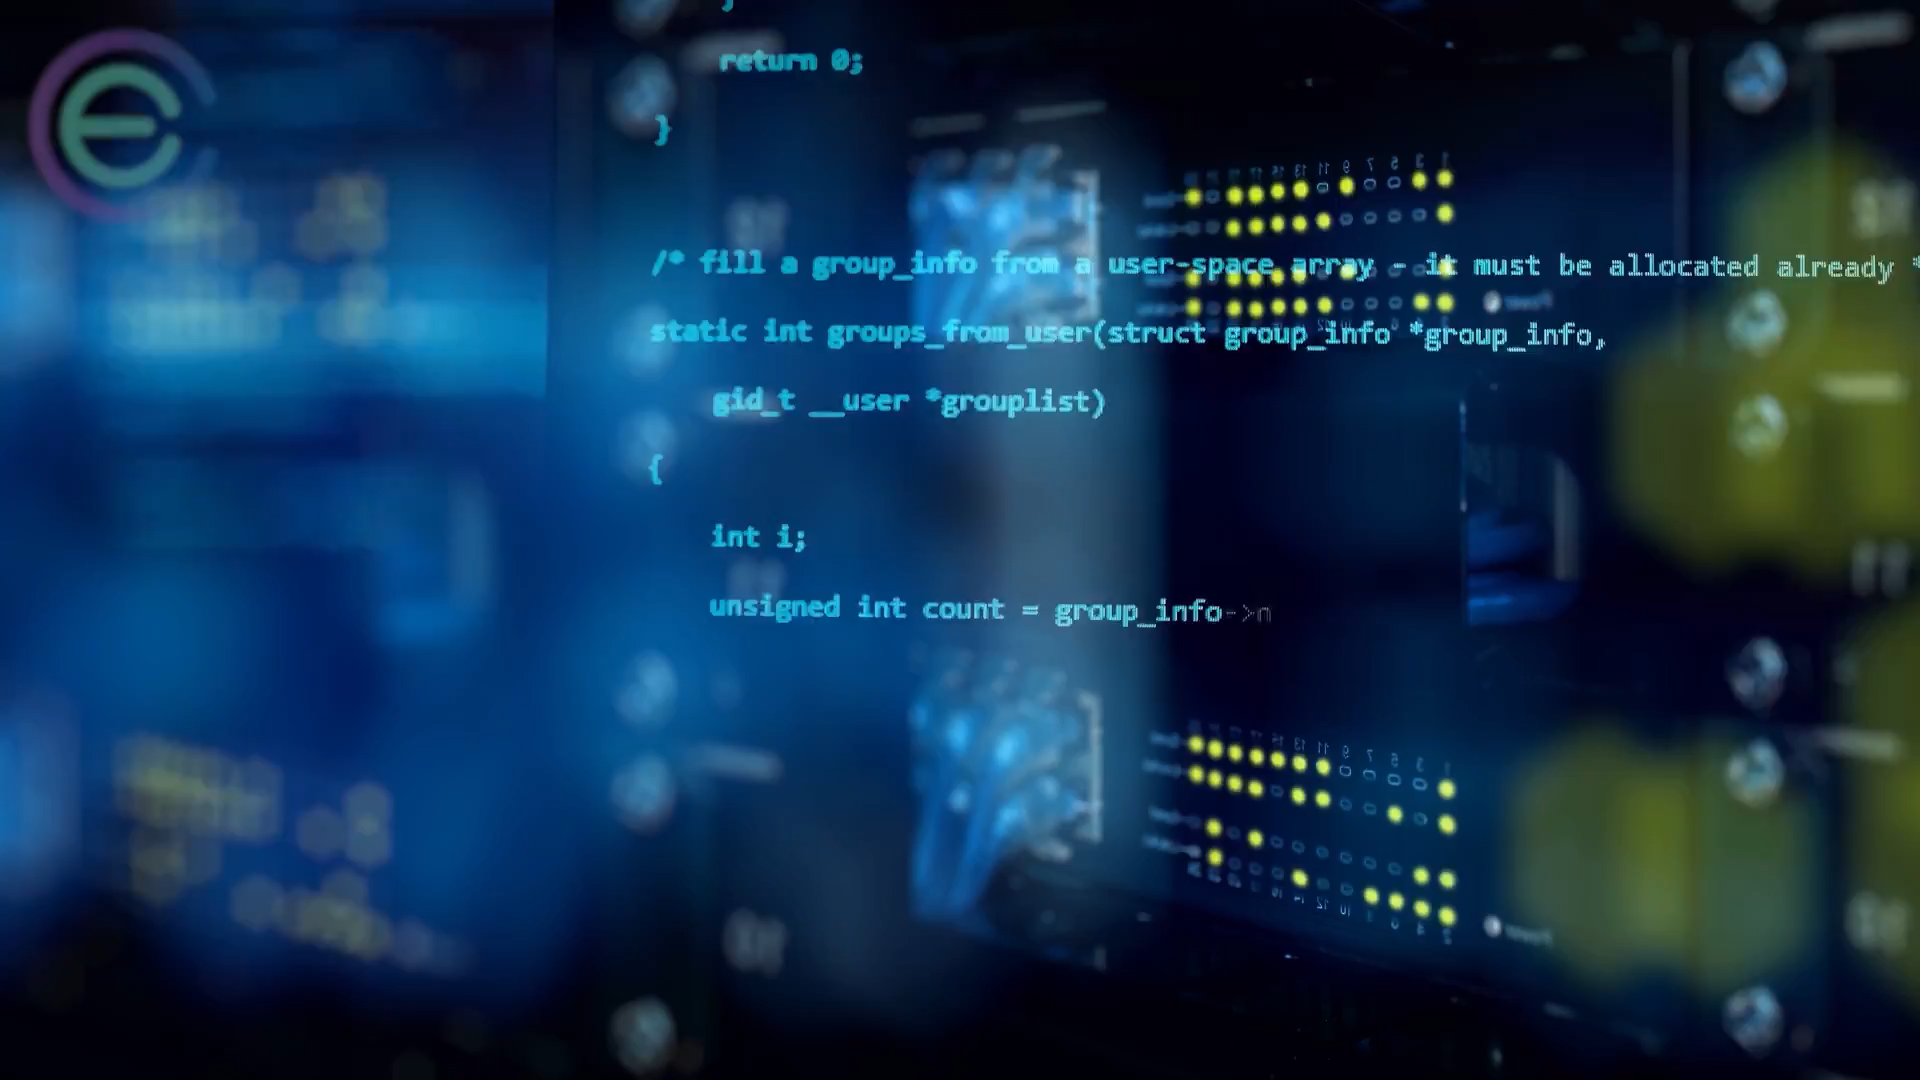 }
return 0;
}
/* fill a group_info from a user-space array - it must be allocated already *
static int groups_from_user(struct group_info *group_info,
gid_t __user *grouplist)
{
int i;
unsigned int count = group_info->n